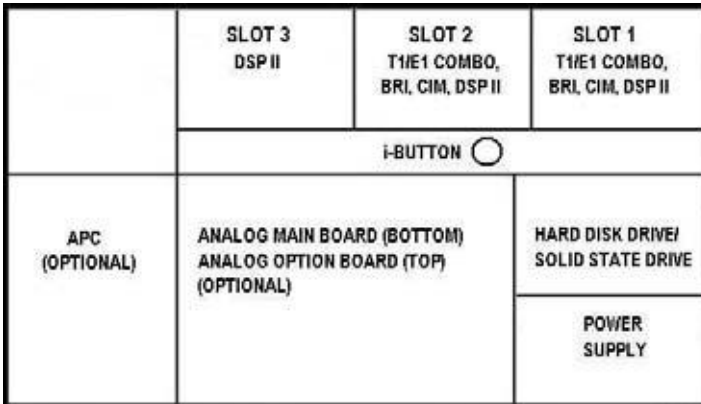 SLOT 3
DSP II
SLOT 2
T1/E1 COMBO,
BRI, CIM, DSP II
SLOT 1
T1/E1 COMBO,
BRI, CIM, DSP II
i-BUTTON
APC
(OPTIONAL)
ANALOG MAIN BOARD (BOTTOM)
ANALOG OPTION BOARD (TOP)
(OPTIONAL)
HARD DISK DRIVE/
SOLID STATE DRIVE
POWER
SUPPLY